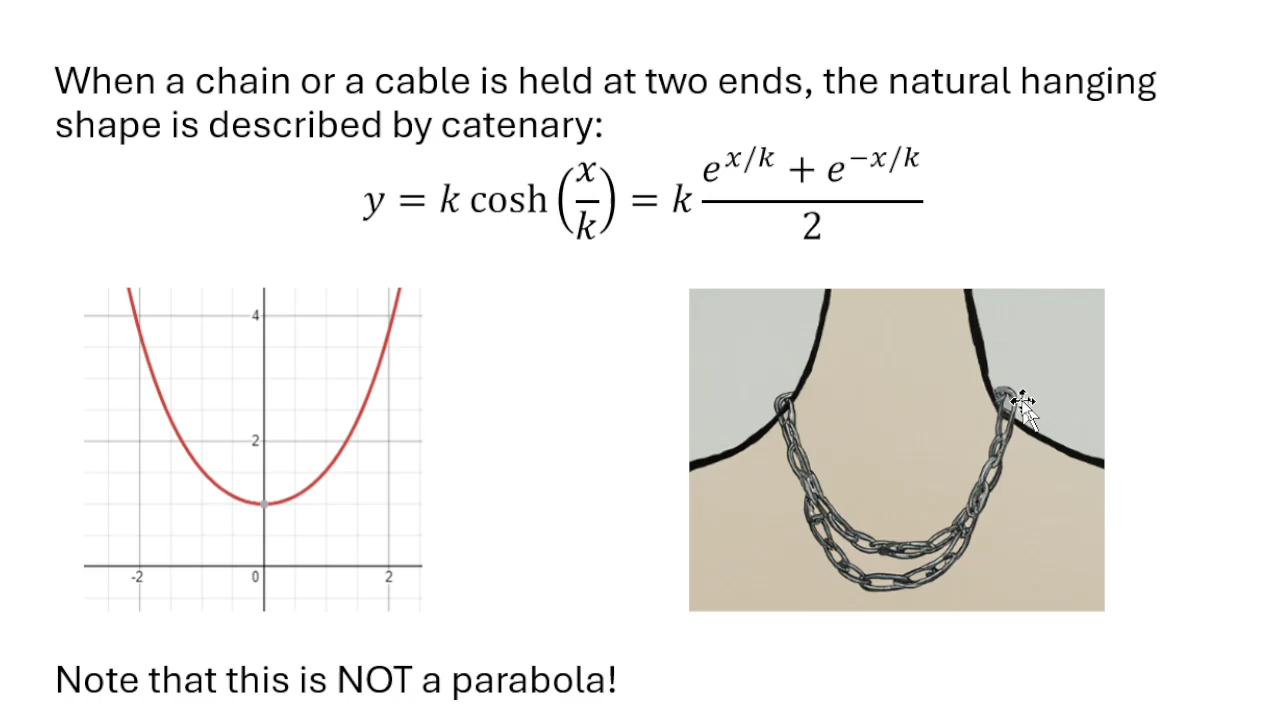 When a chain or a cable is held at two ends, the natural hanging
shape is described by catenary:
y = k cosh(x/k) = k (e^{x/k} + e^{−x/k})/2
4
2
-2 0 2
Note that this is NOT a parabola!